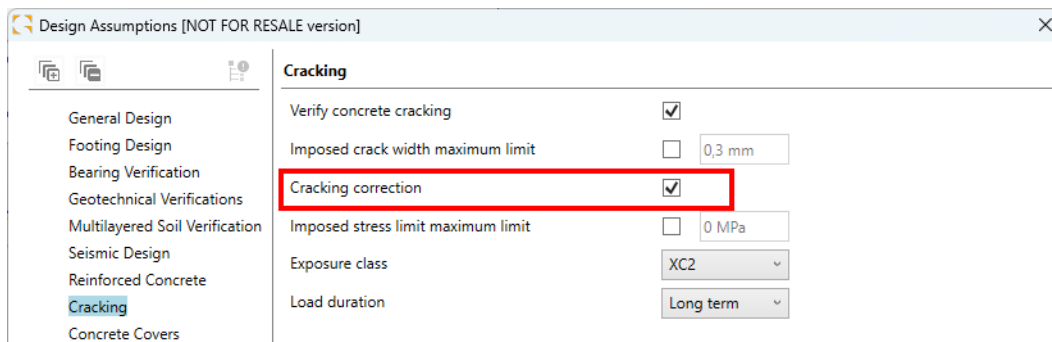 Design Assumptions [NOT FOR RESALE version]
General Design
Footing Design
Bearing Verification
Geotechnical Verifications
Multilayered Soil Verification
Seismic Design
Reinforced Concrete
Cracking
Concrete Covers
Cracking
Verify concrete cracking
Imposed crack width maximum limit 0,3 mm
Cracking correction
Imposed stress limit maximum limit 0 MPa
Exposure class XC2
Load duration Long term